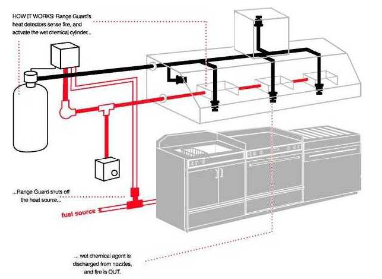 HOW IT WORKS: Range Guard's
heat detectors sense fire, and
activate the wet chemical cylinder...
...Range Guard shuts off
the heat source...
fuel source
... wet chemical agent is
discharged from nozzles,
and fire is OUT.